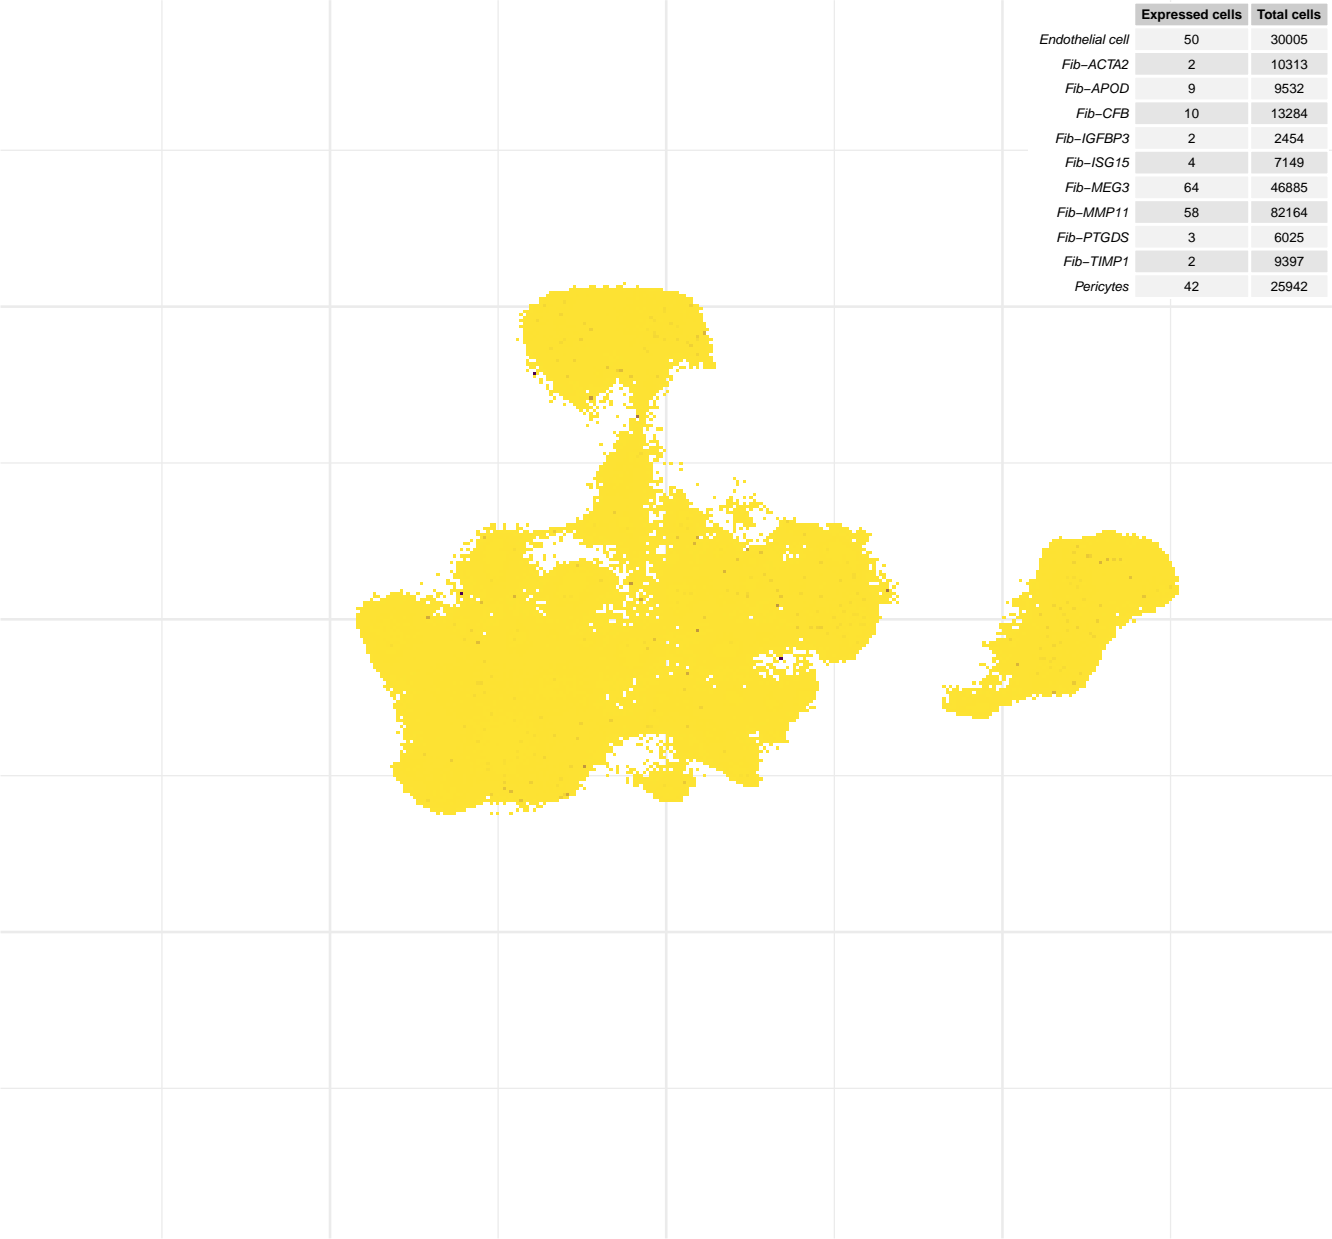 Expressed cells Total cells
Endothelial cell 50 30005
Fib−ACTA2 2 10313
Fib−APOD 9 9532
Fib−CFB 10 13284
Fib−IGFBP3 2 2454
Fib−ISG15 4 7149
Fib−MEG3 64 46885
Fib−MMP11 58 82164
Fib−PTGDS 3 6025
Fib−TIMP1 2 9397
Pericytes 42 25942